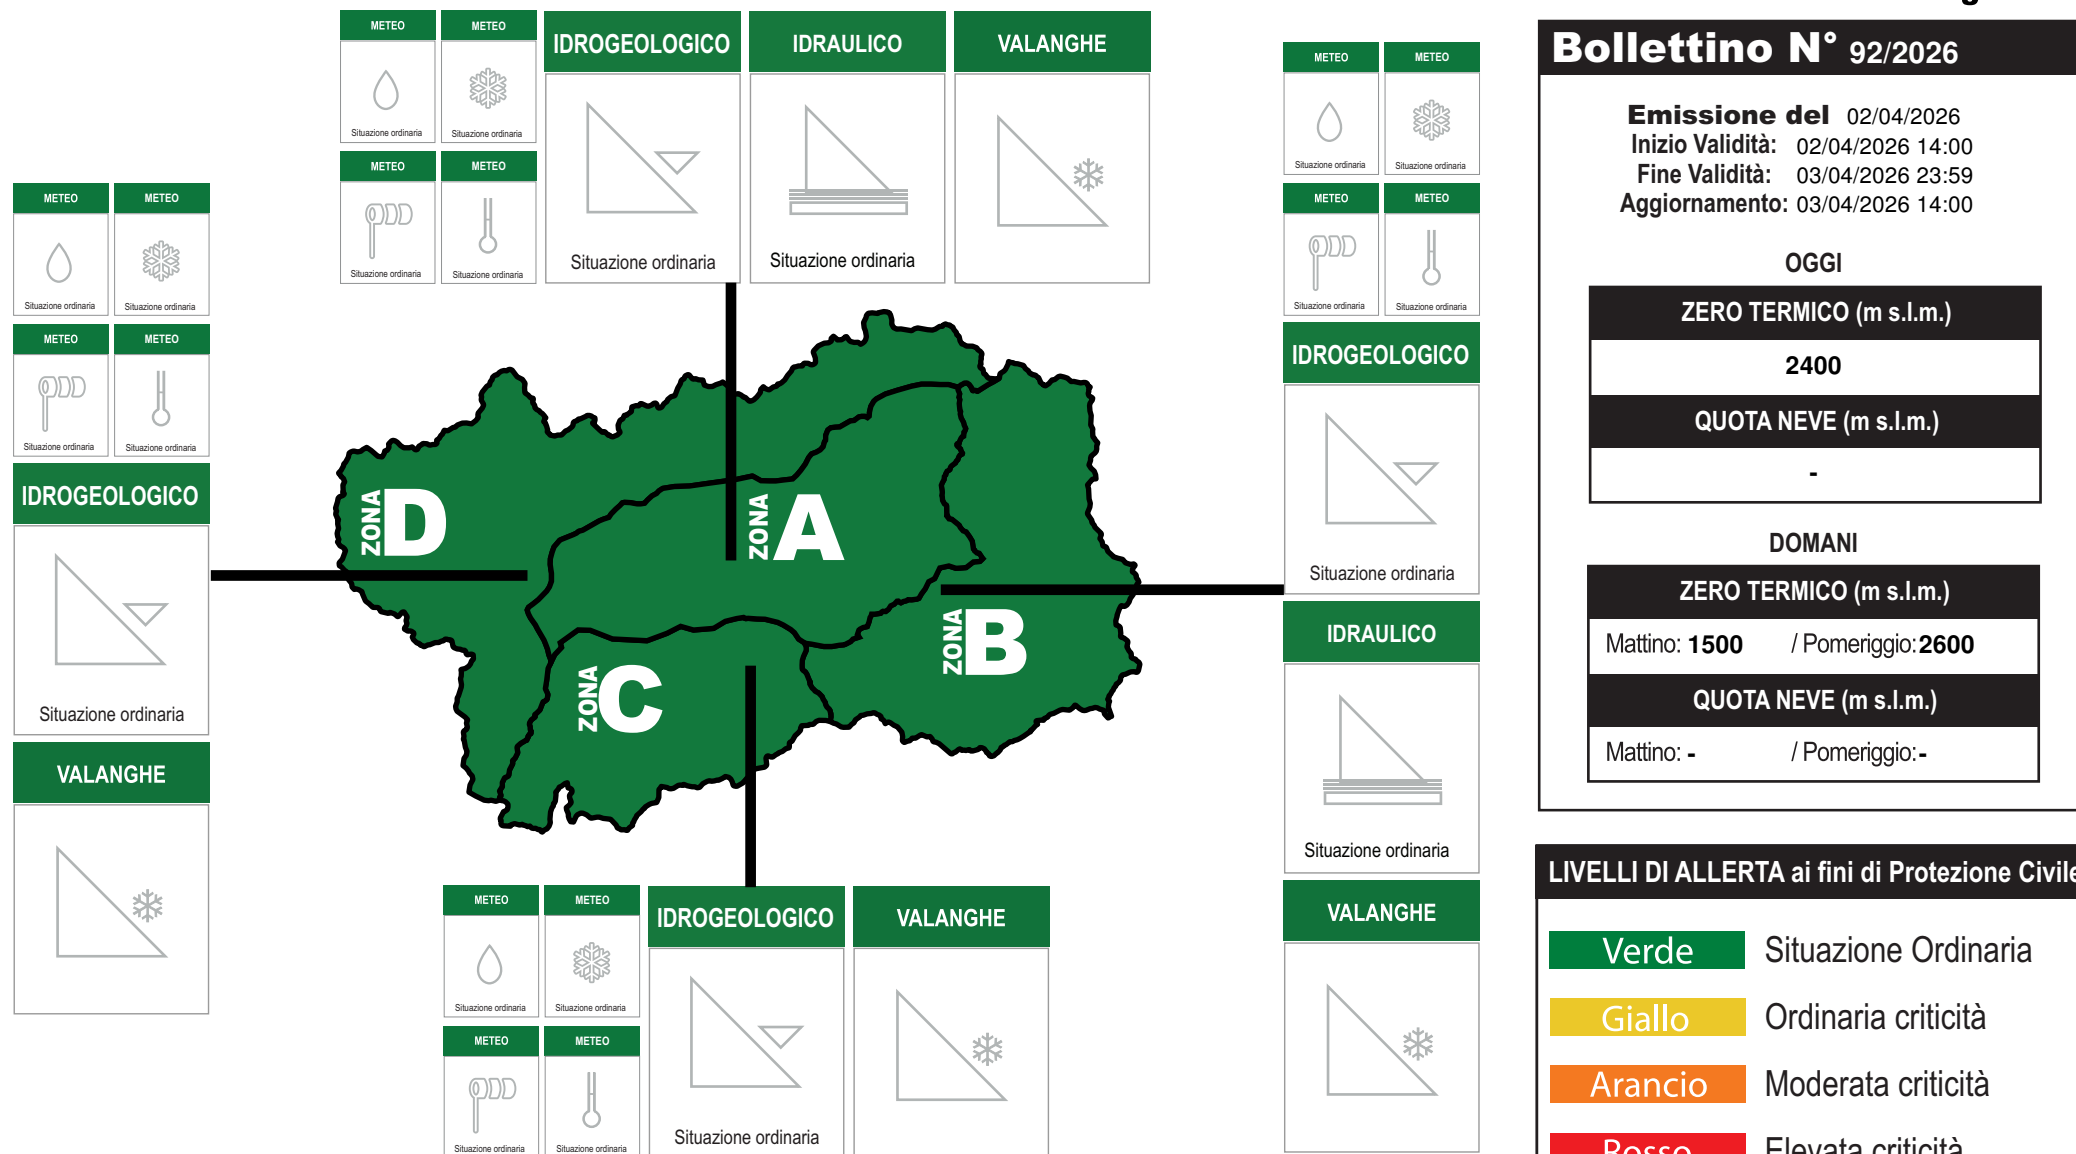 METEO METEO
Situazione ordinaria Situazione ordinaria
METEO METEO
Situazione ordinaria Situazione ordinaria
IDROGEOLOGICO
Situazione ordinaria
IDRAULICO
Situazione ordinaria
VALANGHE
METEO METEO
Situazione ordinaria Situazione ordinaria
METEO METEO
Situazione ordinaria Situazione ordinaria
IDROGEOLOGICO
Situazione ordinaria
VALANGHE
ZONA D
ZONA A
ZONA B
ZONA C
METEO METEO
Situazione ordinaria Situazione ordinaria
METEO METEO
Situazione ordinaria Situazione ordinaria
IDROGEOLOGICO
Situazione ordinaria
VALANGHE
METEO METEO
Situazione ordinaria Situazione ordinaria
METEO METEO
Situazione ordinaria Situazione ordinaria
IDROGEOLOGICO
Situazione ordinaria
IDRAULICO
Situazione ordinaria
VALANGHE
Bollettino N° 92/2026
Emissione del 02/04/2026
Inizio Validità: 02/04/2026 14:00
Fine Validità: 03/04/2026 23:59
Aggiornamento: 03/04/2026 14:00
OGGI
ZERO TERMICO (m s.l.m.)
2400
QUOTA NEVE (m s.l.m.)
-
DOMANI
ZERO TERMICO (m s.l.m.)
Mattino: 1500 / Pomeriggio: 2600
QUOTA NEVE (m s.l.m.)
Mattino: - / Pomeriggio: -
LIVELLI DI ALLERTA ai fini di Protezione Civile
Verde Situazione Ordinaria
Giallo Ordinaria criticità
Arancio Moderata criticità
Rosso Elevata criticità